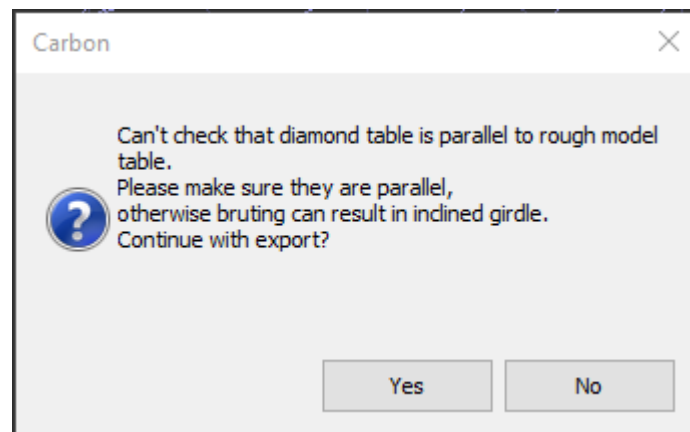 Carbon
Can't check that diamond table is parallel to rough model
table.
Please make sure they are parallel,
otherwise bruting can result in inclined girdle.
Continue with export?
Yes
No